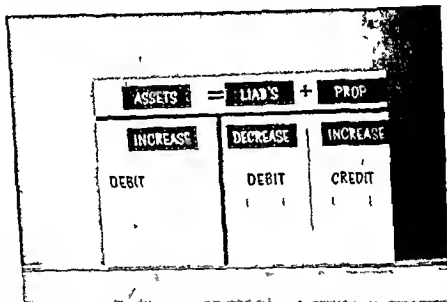 ASSETS = LIAB'S + PROP
INCREASE DECREASE INCREASE
DEBIT DEBIT CREDIT